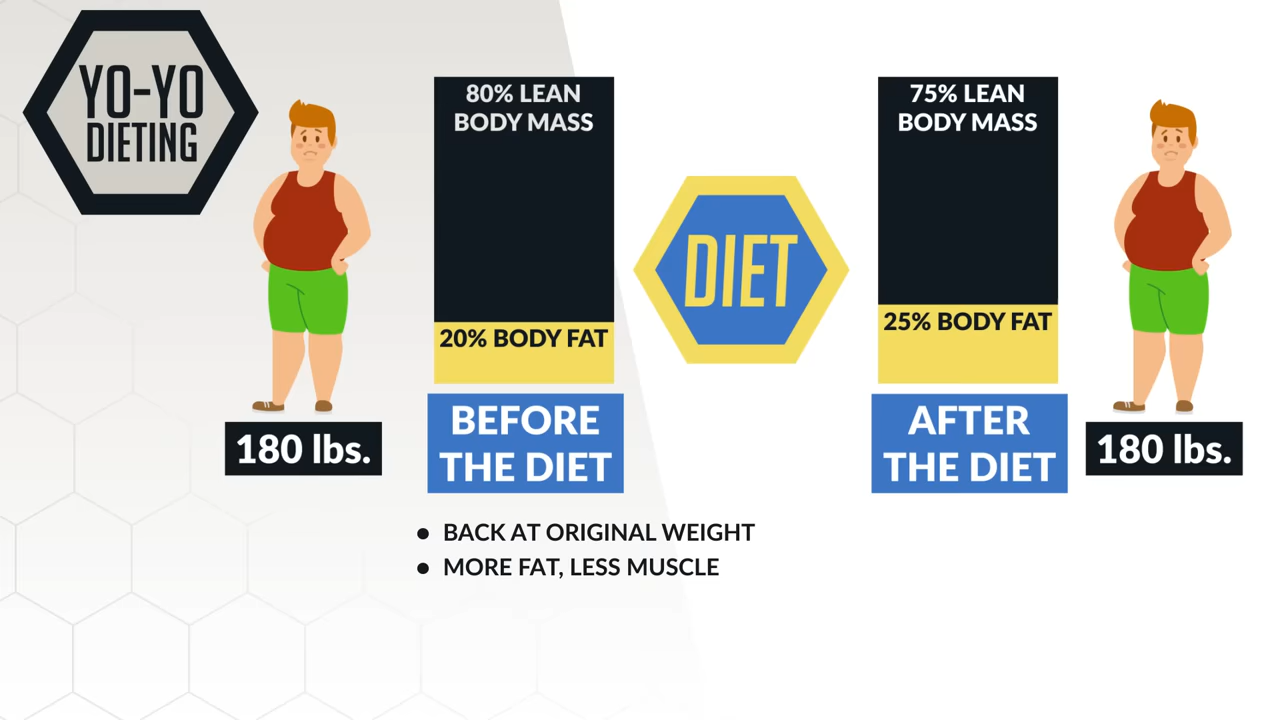 YO-YO
DIETING
80% LEAN
BODY MASS
20% BODY FAT
BEFORE
THE DIET
180 lbs.
DIET
75% LEAN
BODY MASS
25% BODY FAT
AFTER
THE DIET
180 lbs.
● BACK AT ORIGINAL WEIGHT
● MORE FAT, LESS MUSCLE